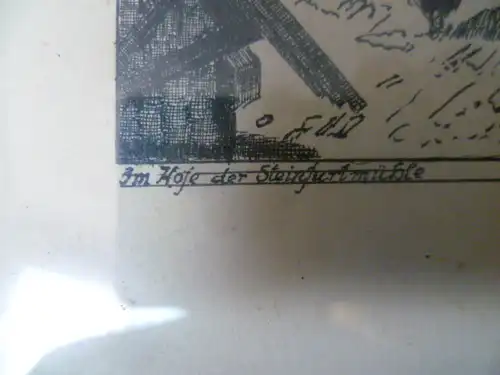 Im Hofe der Steinfurtmühle